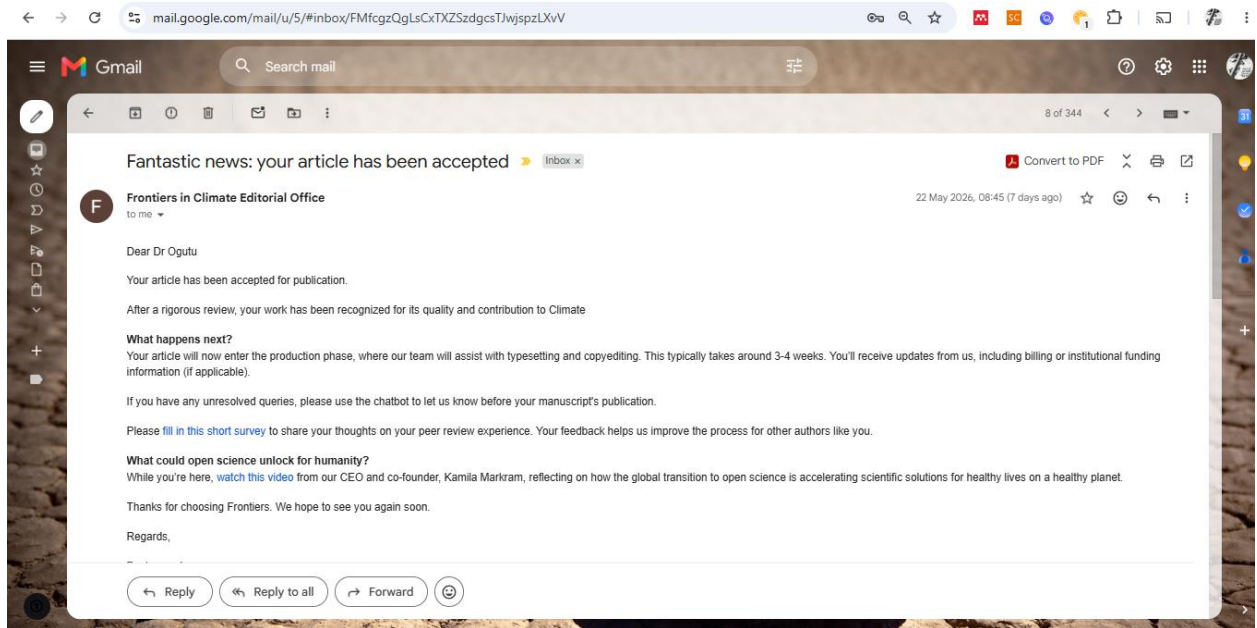 mail.google.com/mail/u/5/#inbox/FMfcgzQgLsCxTXZSzdgcsTJwjspzLXvV
SC
1
Gmail
Search mail
8 of 344
31
Fantastic news: your article has been accepted
Inbox x
Convert to PDF
F
Frontiers in Climate Editorial Office
22 May 2026, 08:45 (7 days ago)
to me
Dear Dr Ogutu
Your article has been accepted for publication.
After a rigorous review, your work has been recognized for its quality and contribution to Climate
What happens next?
Your article will now enter the production phase, where our team will assist with typesetting and copyediting. This typically takes around 3-4 weeks. You'll receive updates from us, including billing or institutional funding
information (if applicable).
If you have any unresolved queries, please use the chatbot to let us know before your manuscript's publication.
Please fill in this short survey to share your thoughts on your peer review experience. Your feedback helps us improve the process for other authors like you.
What could open science unlock for humanity?
While you're here, watch this video from our CEO and co-founder, Kamila Markram, reflecting on how the global transition to open science is accelerating scientific solutions for healthy lives on a healthy planet.
Thanks for choosing Frontiers. We hope to see you again soon.
Regards,
Reply
Reply to all
Forward